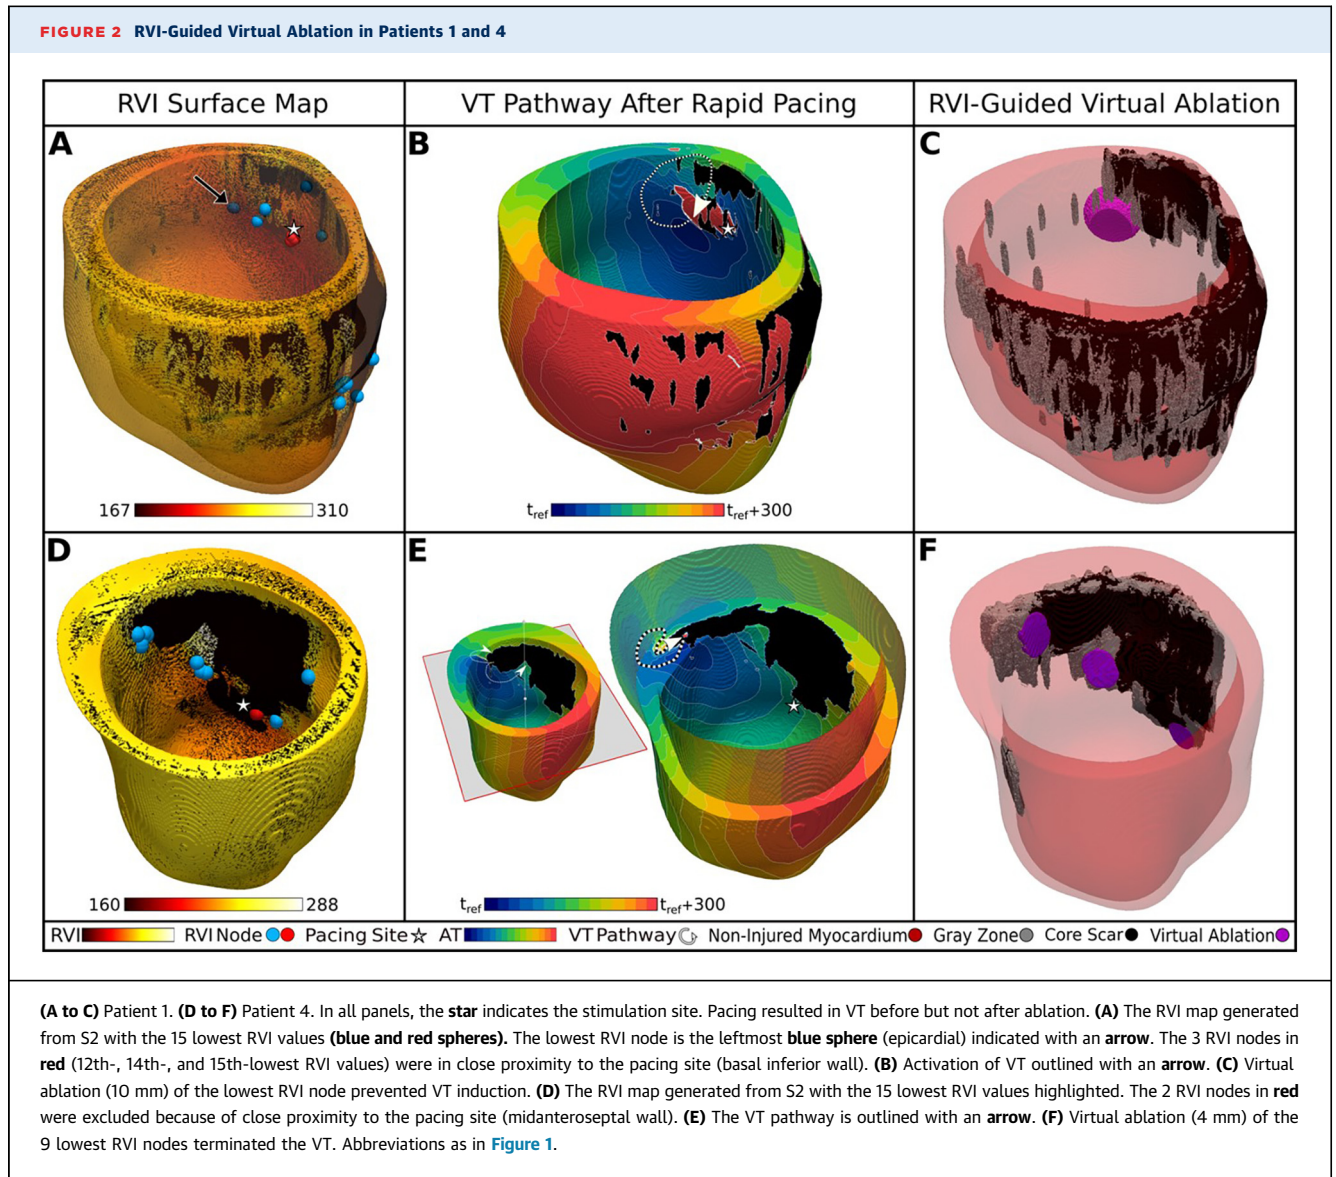 FIGURE 2 RVI-Guided Virtual Ablation in Patients 1 and 4
RVI Surface Map
VT Pathway After Rapid Pacing
RVI-Guided Virtual Ablation
A
B
C
167 310
tref tref+300
D
E
F
160 288
tref tref+300
RVI RVI Node Pacing Site AT VT Pathway Non-Injured Myocardium Gray Zone Core Scar Virtual Ablation
(A to C) Patient 1. (D to F) Patient 4. In all panels, the star indicates the stimulation site. Pacing resulted in VT before but not after ablation. (A) The RVI map generated
from S2 with the 15 lowest RVI values (blue and red spheres). The lowest RVI node is the leftmost blue sphere (epicardial) indicated with an arrow. The 3 RVI nodes in
red (12th-, 14th-, and 15th-lowest RVI values) were in close proximity to the pacing site (basal inferior wall). (B) Activation of VT outlined with an arrow. (C) Virtual
ablation (10 mm) of the lowest RVI node prevented VT induction. (D) The RVI map generated from S2 with the 15 lowest RVI values highlighted. The 2 RVI nodes in red
were excluded because of close proximity to the pacing site (midanteroseptal wall). (E) The VT pathway is outlined with an arrow. (F) Virtual ablation (4 mm) of the
9 lowest RVI nodes terminated the VT. Abbreviations as in Figure 1.